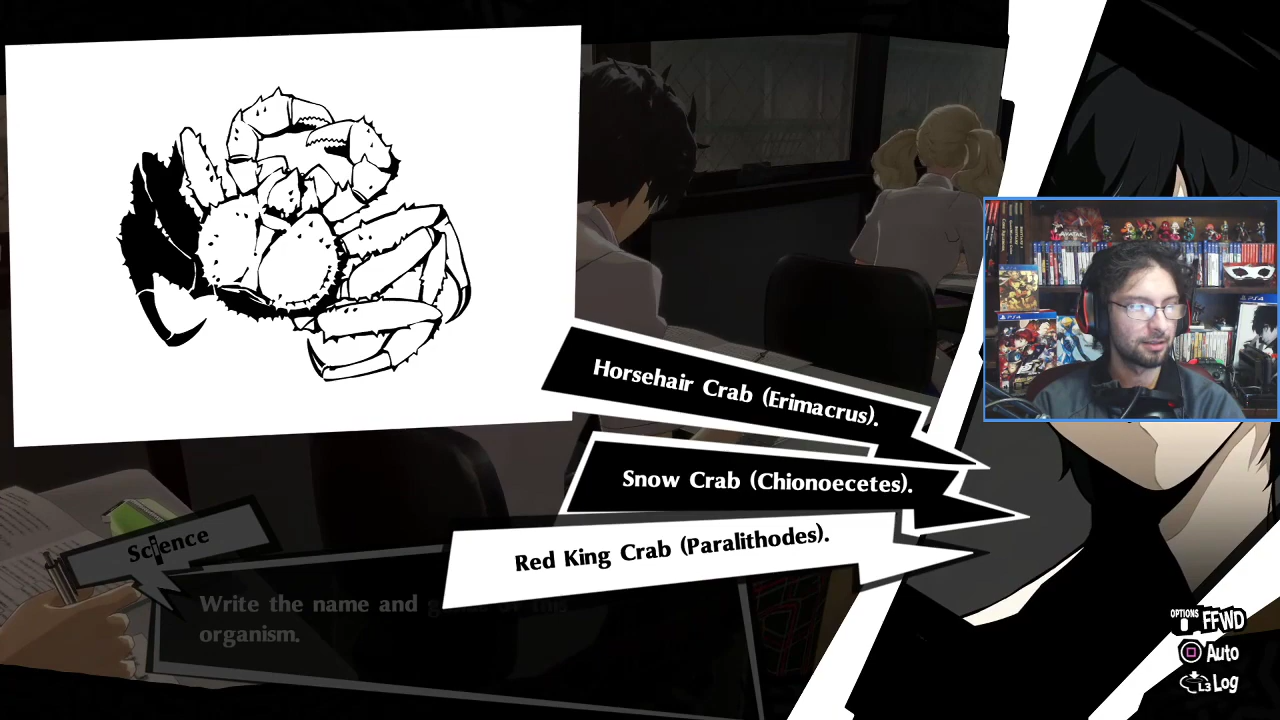 Horsehair Crab (Erimacrus).
Snow Crab (Chionoecetes).
Red King Crab (Paralithodes).
Science
Write the name and
organism.
OPTIONS FFWD
Auto
L3 Log